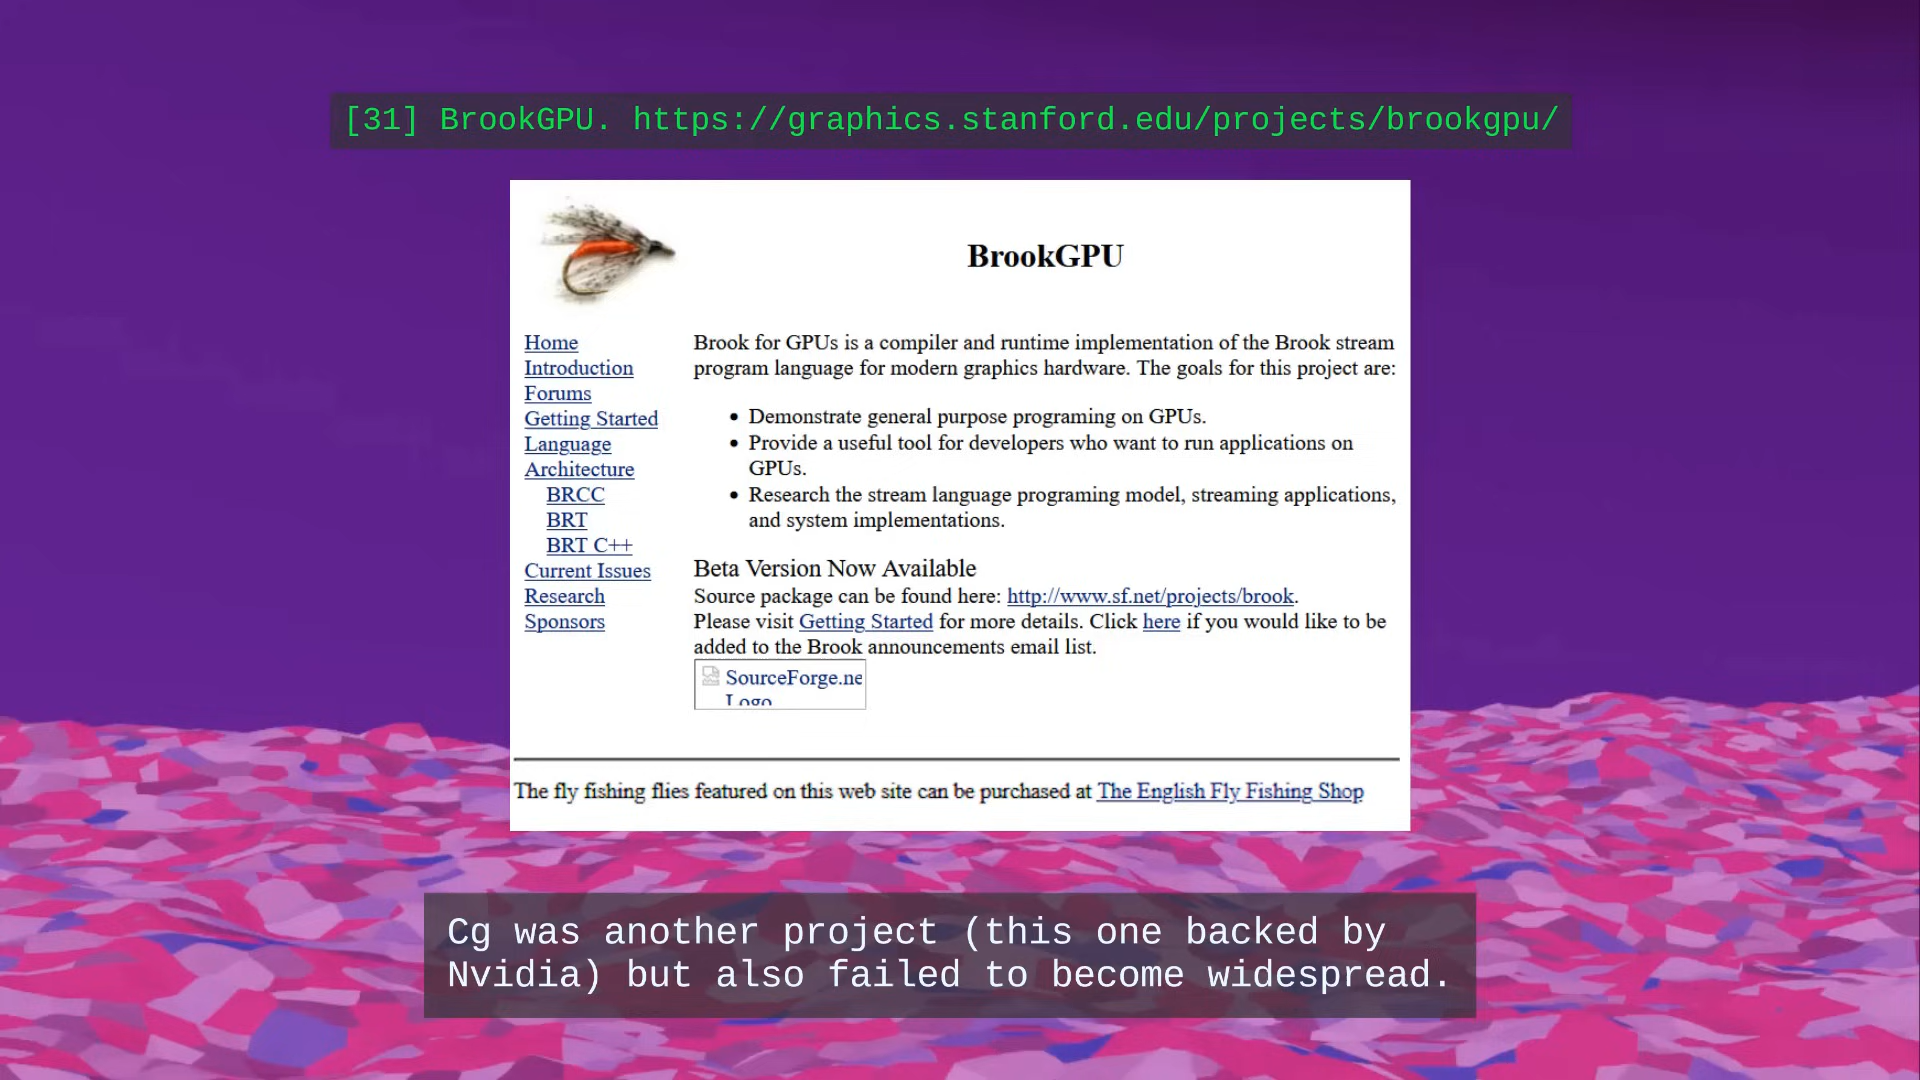 [31] BrookGPU. https://graphics.stanford.edu/projects/brookgpu/
BrookGPU
Home
Introduction
Forums
Getting Started
Language
Architecture
BRCC
BRT
BRT C++
Current Issues
Research
Sponsors
Brook for GPUs is a compiler and runtime implementation of the Brook stream
program language for modern graphics hardware. The goals for this project are:
• Demonstrate general purpose programing on GPUs.
• Provide a useful tool for developers who want to run applications on
GPUs.
• Research the stream language programing model, streaming applications,
and system implementations.
Beta Version Now Available
Source package can be found here: http://www.sf.net/projects/brook.
Please visit Getting Started for more details. Click here if you would like to be
added to the Brook announcements email list.
SourceForge.ne
Logo
The fly fishing flies featured on this web site can be purchased at The English Fly Fishing Shop
Cg was another project (this one backed by
Nvidia) but also failed to become widespread.